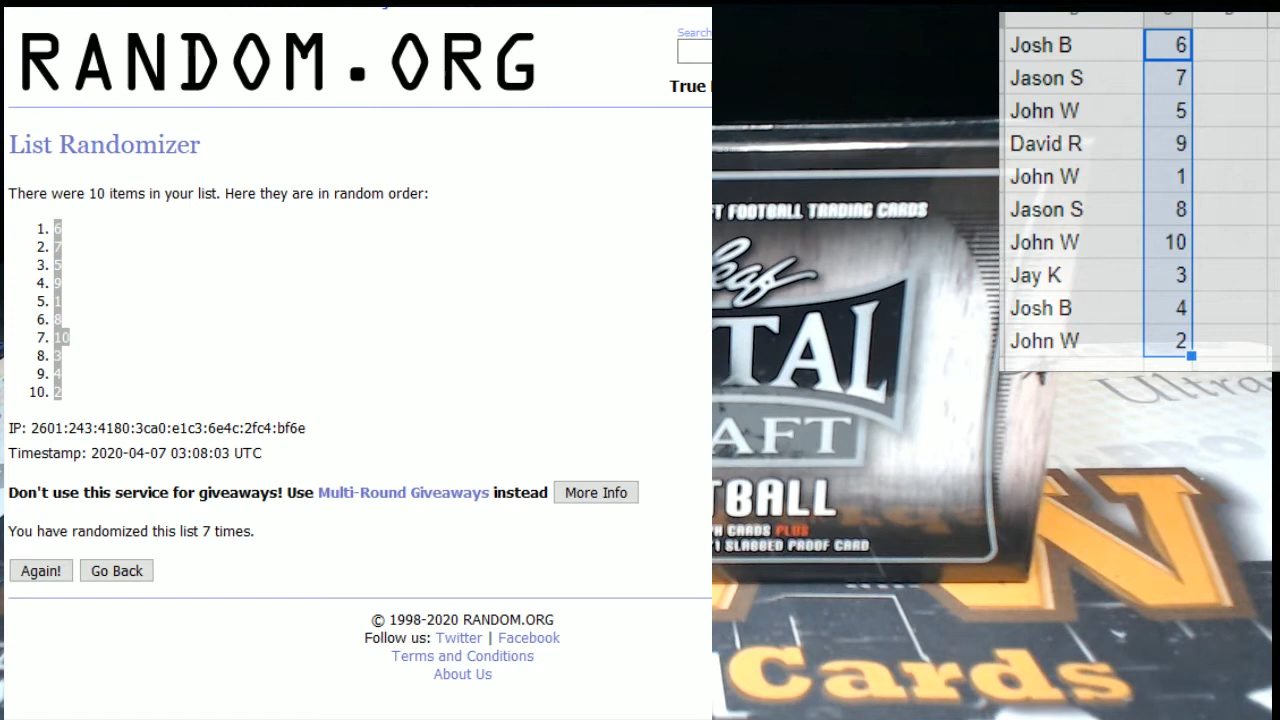 RANDOM.ORG
Search
True
List Randomizer
There were 10 items in your list. Here they are in random order:
1. 6
2. 7
3. 5
4. 9
5. 1
6. 8
7. 10
8. 3
9. 4
10. 2
IP: 2601:243:4180:3ca0:e1c3:6e4c:2fc4:bf6e
Timestamp: 2020-04-07 03:08:03 UTC
Don't use this service for giveaways! Use Multi-Round Giveaways instead More Info
You have randomized this list 7 times.
Again! Go Back
© 1998-2020 RANDOM.ORG
Follow us: Twitter | Facebook
Terms and Conditions
About Us
Josh B 6
Jason S 7
John W 5
David R 9
John W 1
Jason S 8
John W 10
Jay K 3
Josh B 4
John W 2
FT FOOTBALL TRADING CARDS
leaf
TAL
AFT
TBALL
H CARDS PLUS
1 SLABBED PROOF CARD
Ultra
W
Cards